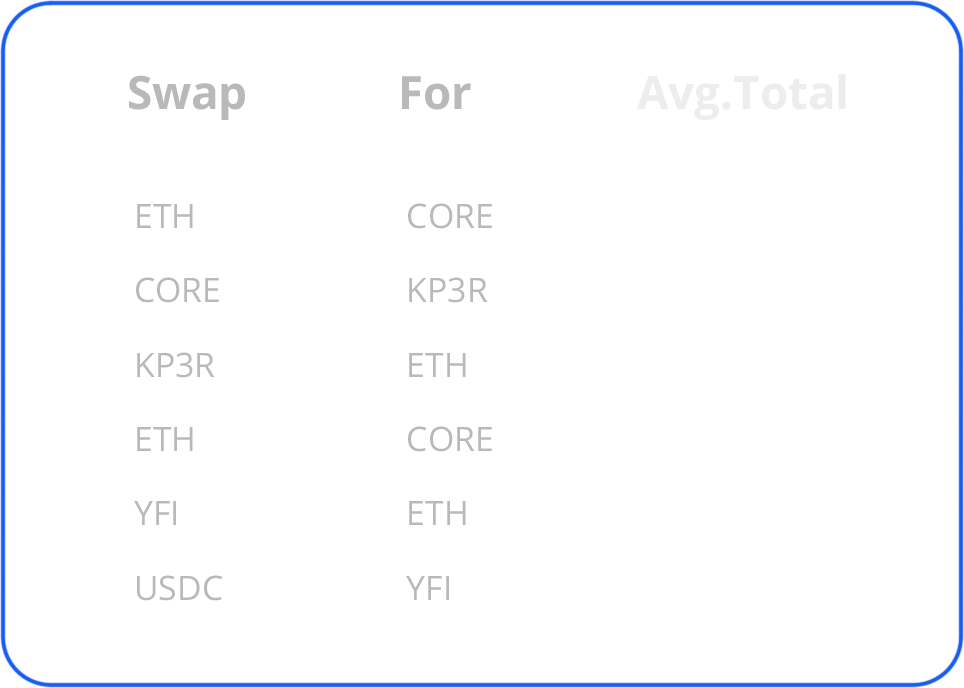 Swap For Avg.Total
ETH CORE
CORE KP3R
KP3R ETH
ETH CORE
YFI ETH
USDC YFI